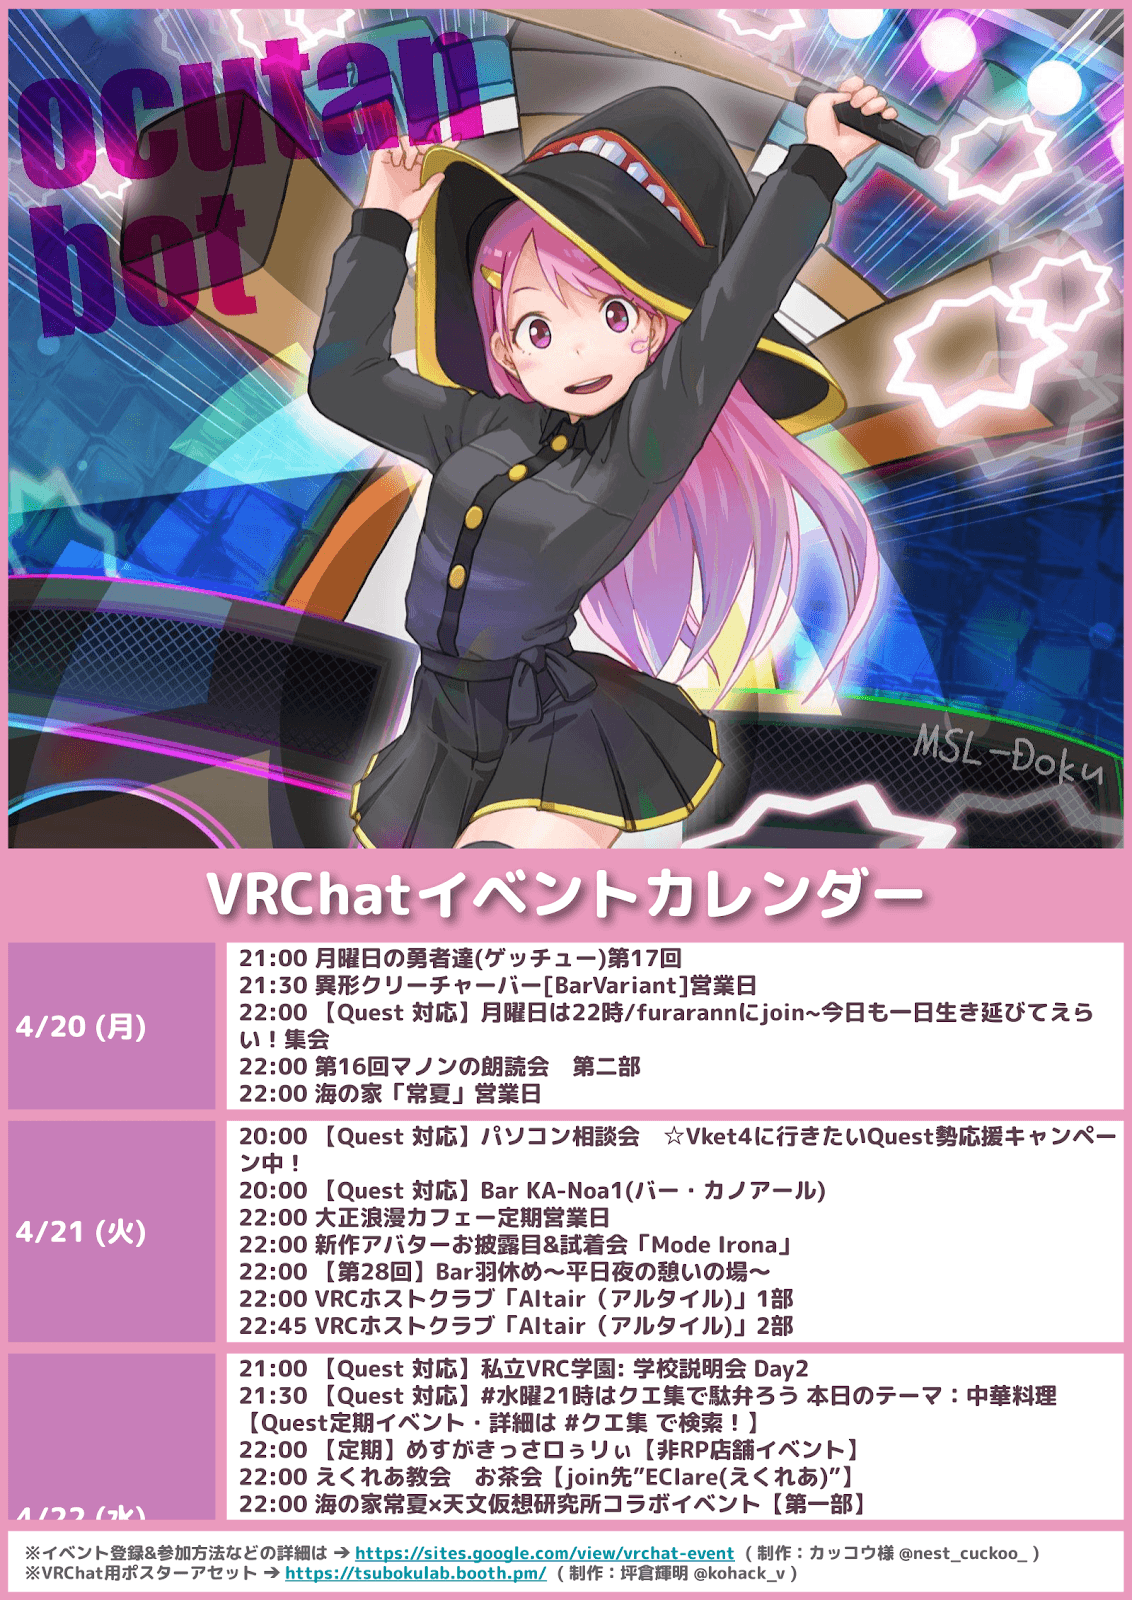 ocutan
bot
MSL-Doku
VRChatイベントカレンダー
4/20 (月)
21:00 月曜日の勇者達(ゲッチュー)第17回
21:30 異形クリーチャーバー[BarVariant]営業日
22:00 【Quest 対応】月曜日は22時/furarannにjoin~今日も一日生き延びてえら
い！集会
22:00 第16回マノンの朗読会　第二部
22:00 海の家「常夏」営業日
4/21 (火)
20:00 【Quest 対応】パソコン相談会　☆Vket4に行きたいQuest勢応援キャンペー
ン中！
20:00 【Quest 対応】Bar KA-Noa1(バー・カノアール)
22:00 大正浪漫カフェー定期営業日
22:00 新作アバターお披露目&試着会「Mode Irona」
22:00 【第28回】Bar羽休め〜平日夜の憩いの場〜
22:00 VRCホストクラブ「Altair（アルタイル)」1部
22:45 VRCホストクラブ「Altair（アルタイル)」2部
4/22 (水)
21:00 【Quest 対応】私立VRC学園: 学校説明会 Day2
21:30 【Quest 対応】#水曜21時はクエ集で駄弁ろう 本日のテーマ：中華料理
【Quest定期イベント・詳細は #クエ集 で検索！】
22:00 【定期】めすがきっさロぅリぃ【非RP店舗イベント】
22:00 えくれあ教会　お茶会【join先”EClare(えくれあ)”】
22:00 海の家常夏×天文仮想研究所コラボイベント【第一部】
※イベント登録&参加方法などの詳細は ➔ https://sites.google.com/view/vrchat-event ( 制作：カッコウ様 @nest_cuckoo_ )
※VRChat用ポスターアセット ➔ https://tsubokulab.booth.pm/ ( 制作：坪倉輝明 @kohack_v )